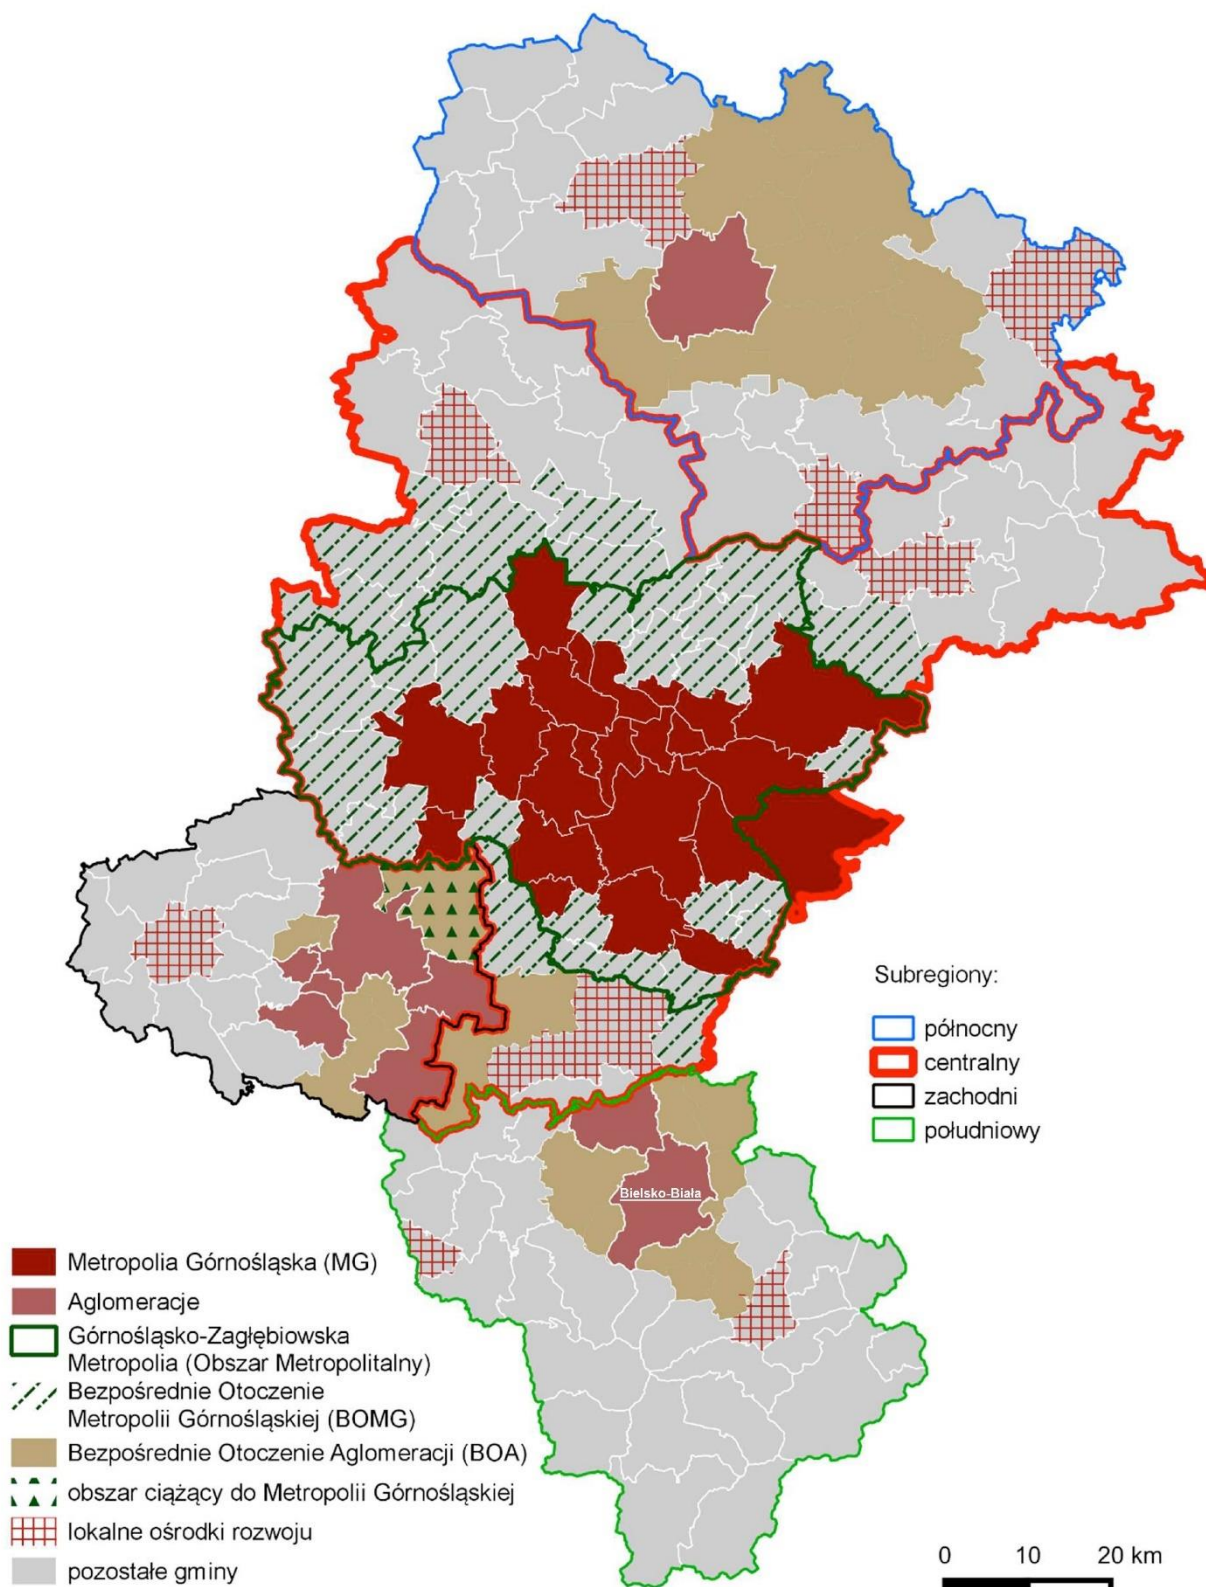 Subregiony:
północny
centralny
zachodni
południowy
Bielsko-Biała
Metropolia Górnośląska (MG)
Aglomeracje
Górnośląsko-Zagłębiowska
Metropolia (Obszar Metropolitalny)
Bezpośrednie Otoczenie
Metropolii Górnośląskiej (BOMG)
Bezpośrednie Otoczenie Aglomeracji (BOA)
obszar ciążący do Metropolii Górnośląskiej
lokalne ośrodki rozwoju
pozostałe gminy
0 10 20 km